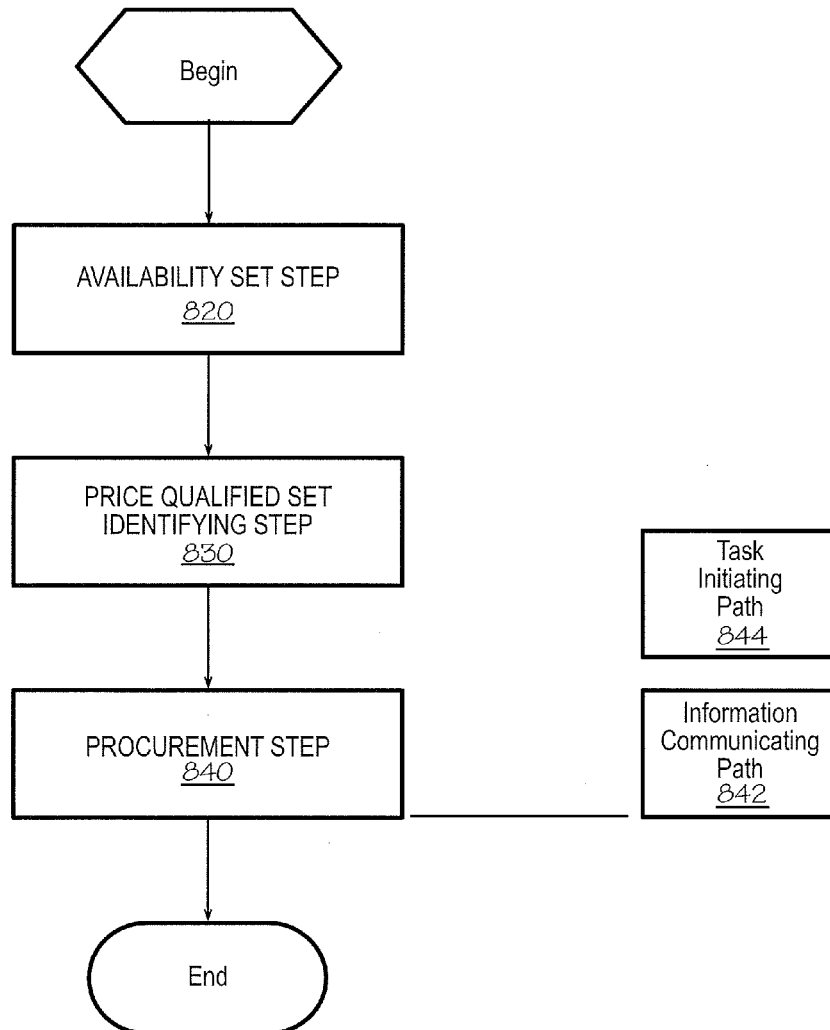 Begin
AVAILABILITY SET STEP
820
PRICE QUALIFIED SET
IDENTIFYING STEP
830
Task
Initiating
Path
844
PROCUREMENT STEP
840
Information
Communicating
Path
842
End